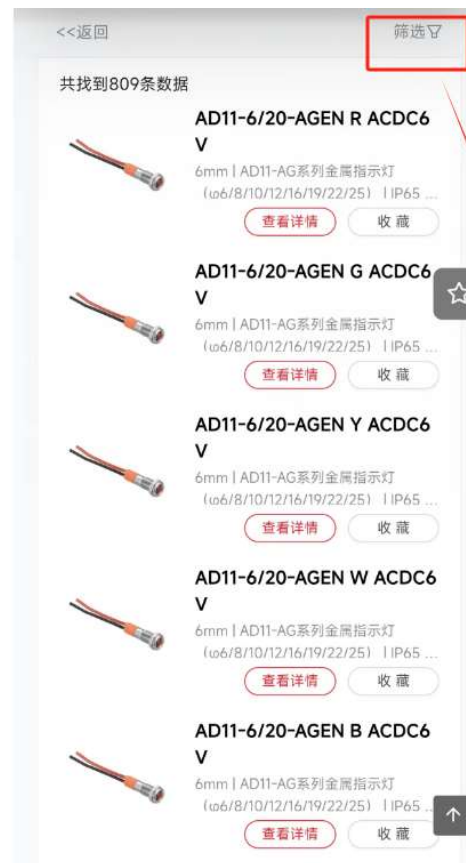 <<返回
筛选
共找到809条数据
AD11-6/20-AGEN R ACDC6
V
6mm | AD11-AG系列金属指示灯
（φ6/8/10/12/16/19/22/25） | IP65 ...
查看详情 收藏
AD11-6/20-AGEN G ACDC6
V
6mm | AD11-AG系列金属指示灯
（φ6/8/10/12/16/19/22/25） | IP65 ...
查看详情 收藏
AD11-6/20-AGEN Y ACDC6
V
6mm | AD11-AG系列金属指示灯
（φ6/8/10/12/16/19/22/25） | IP65 ...
查看详情 收藏
AD11-6/20-AGEN W ACDC6
V
6mm | AD11-AG系列金属指示灯
（φ6/8/10/12/16/19/22/25） | IP65 ...
查看详情 收藏
AD11-6/20-AGEN B ACDC6
V
6mm | AD11-AG系列金属指示灯
（φ6/8/10/12/16/19/22/25） | IP65 ...
查看详情 收藏